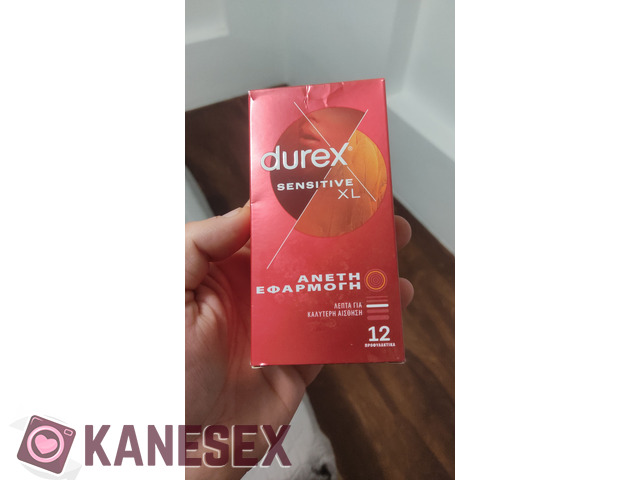 durex®
SENSITIVE
XL
ΑΝΕΤΗ
ΕΦΑΡΜΟΓΗ
ΛΕΠΤΑ ΓΙΑ
ΚΑΛΥΤΕΡΗ ΑΙΣΘΗΣΗ
12
ΠΡΟΦΥΛΑΚΤΙΚΑ
KANESEX